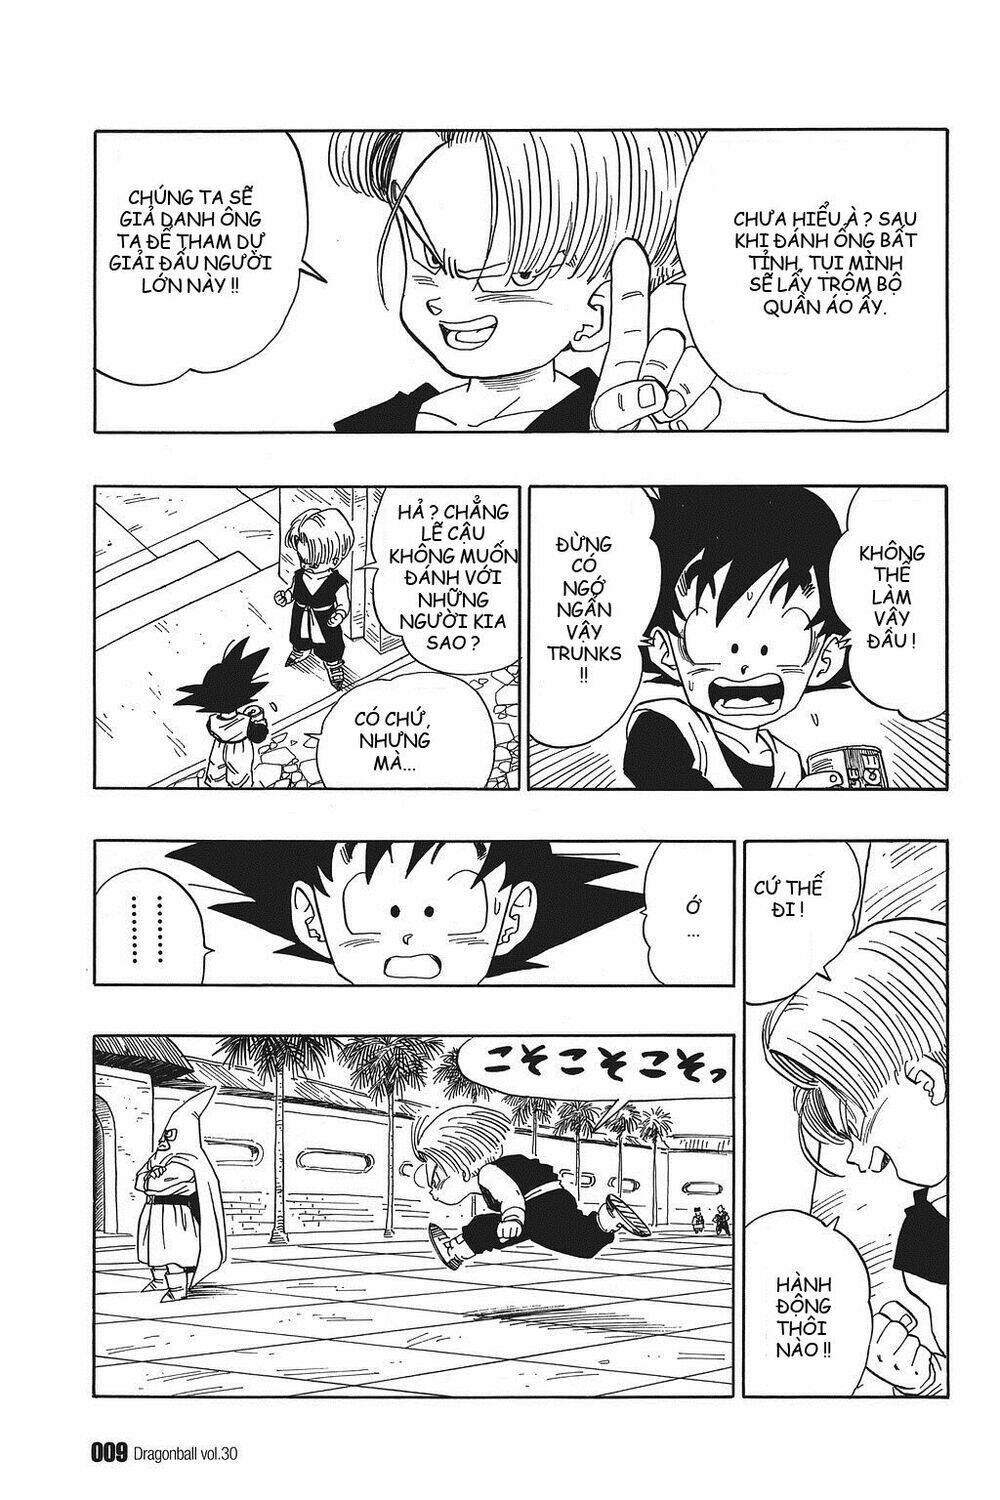 CHƯA HIỂU À ? SAU
KHI ĐÁNH ỔNG BẤT
TỈNH, TỤI MÌNH
SẼ LẤY TRỘM BỘ
QUẦN ÁO ẤY.
CHÚNG TA SẼ
GIẢ DANH ÔNG
TA ĐỂ THAM DỰ
GIẢI ĐẤU NGƯỜI
LỚN NÀY !!
KHÔNG
THỂ
LÀM
VẬY
ĐÂU !
ĐỪNG
CÓ
NGỚ
NGẨN
VẬY
TRUNKS
!!
HẢ ? CHẲNG
LẼ CẬU
KHÔNG MUỐN
ĐÁNH VỚI
NHỮNG
NGƯỜI KIA
SAO ?
CÓ CHỨ,
NHƯNG
MÀ...
CỨ THẾ
ĐI !
HÀNH
ĐỘNG
THÔI
NÀO !!
Ớ
...
こそこそこそっ
009 Dragonball vol.30